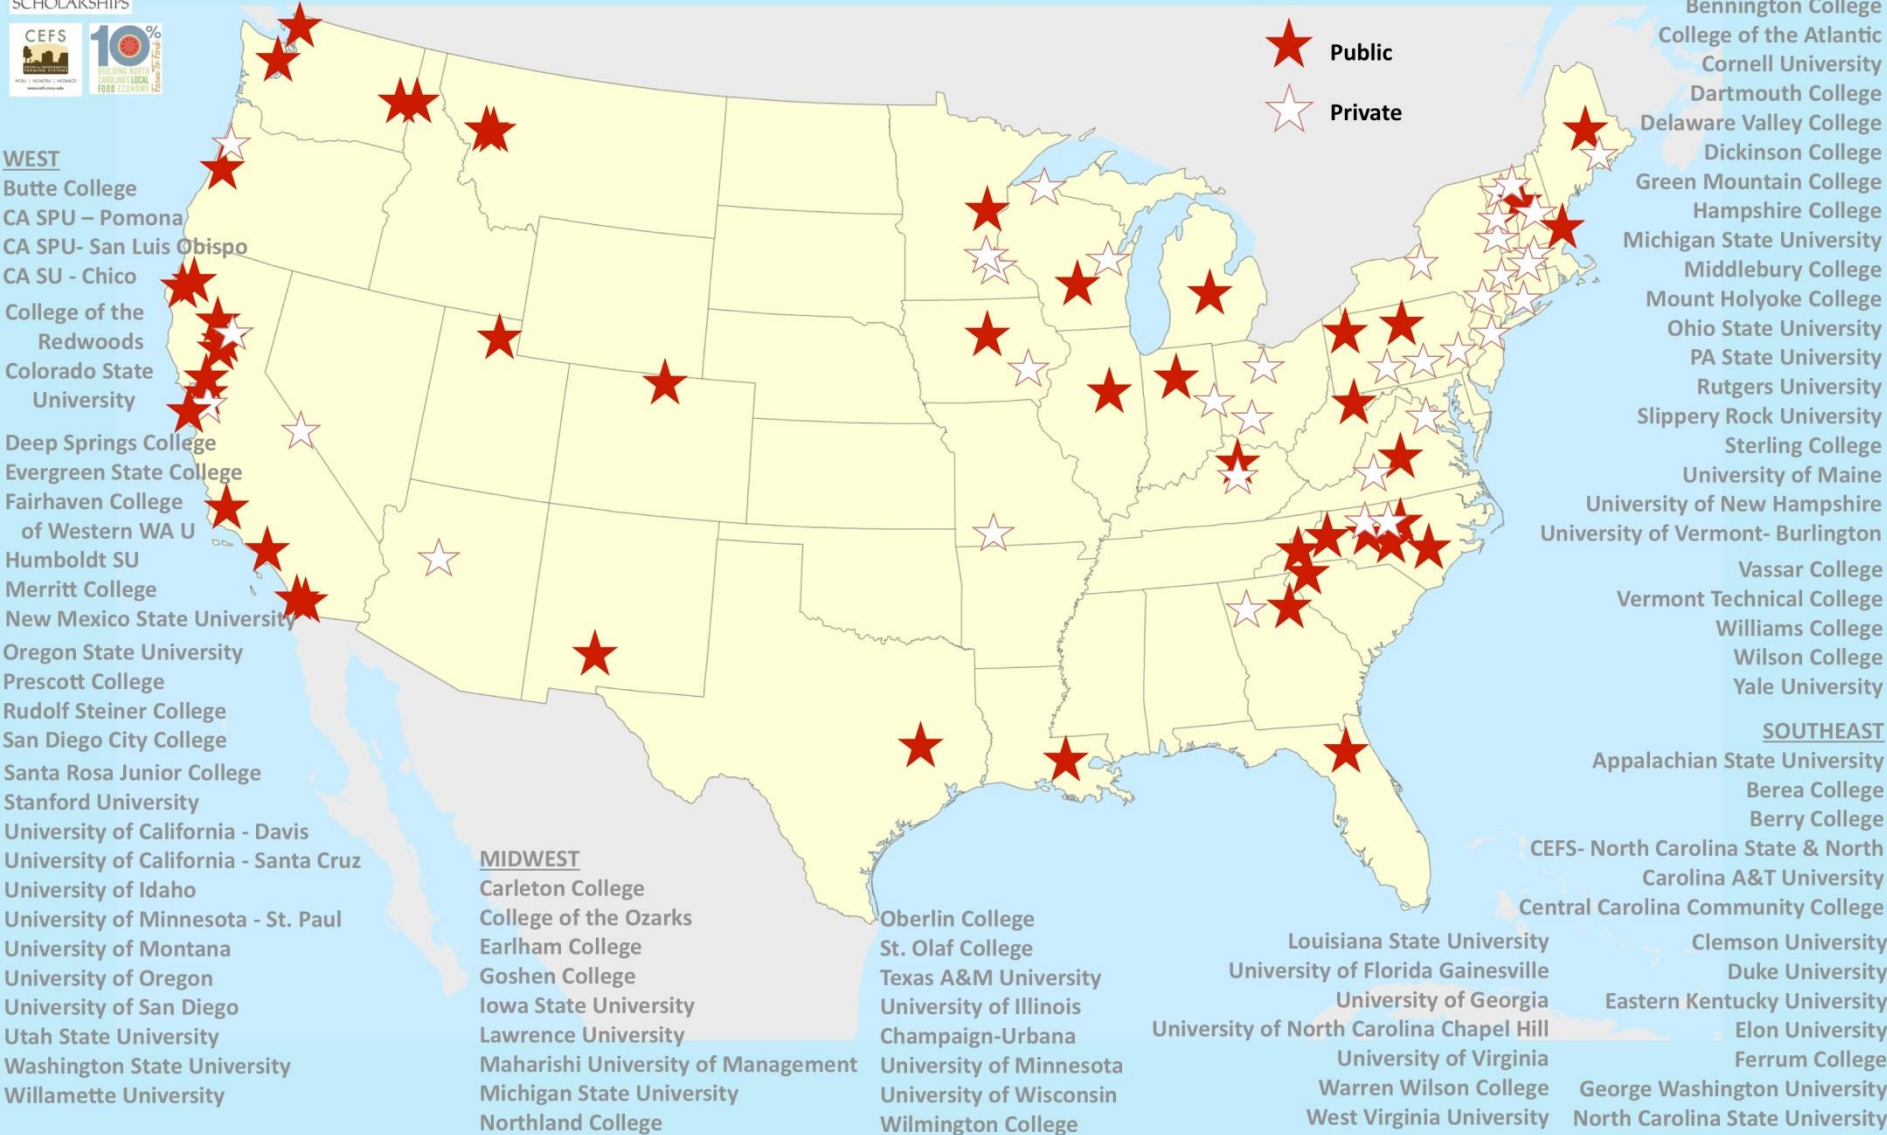 SCHOLARSHIPS
CEFS
www.cefs.ncsu.edu
10%
BUILDING NORTH
CAROLINA'S LOCAL
FOOD ECONOMY
Farm to Fork
Public
Private
WEST
Butte College
CA SPU – Pomona
CA SPU- San Luis Obispo
CA SU - Chico
College of the
Redwoods
Colorado State
University
Deep Springs College
Evergreen State College
Fairhaven College
of Western WA U
Humboldt SU
Merritt College
New Mexico State University
Oregon State University
Prescott College
Rudolf Steiner College
San Diego City College
Santa Rosa Junior College
Stanford University
University of California - Davis
University of California - Santa Cruz
University of Idaho
University of Minnesota - St. Paul
University of Montana
University of Oregon
University of San Diego
Utah State University
Washington State University
Willamette University
MIDWEST
Carleton College
College of the Ozarks
Earlham College
Goshen College
Iowa State University
Lawrence University
Maharishi University of Management
Michigan State University
Northland College
Oberlin College
St. Olaf College
Texas A&M University
University of Illinois
Champaign-Urbana
University of Minnesota
University of Wisconsin
Wilmington College
Bennington College
College of the Atlantic
Cornell University
Dartmouth College
Delaware Valley College
Dickinson College
Green Mountain College
Hampshire College
Michigan State University
Middlebury College
Mount Holyoke College
Ohio State University
PA State University
Rutgers University
Slippery Rock University
Sterling College
University of Maine
University of New Hampshire
University of Vermont- Burlington
Vassar College
Vermont Technical College
Williams College
Wilson College
Yale University
SOUTHEAST
Appalachian State University
Berea College
Berry College
CEFS- North Carolina State & North
Carolina A&T University
Central Carolina Community College
Clemson University
Duke University
Eastern Kentucky University
Elon University
Ferrum College
George Washington University
North Carolina State University
Louisiana State University
University of Florida Gainesville
University of Georgia
University of North Carolina Chapel Hill
University of Virginia
Warren Wilson College
West Virginia University